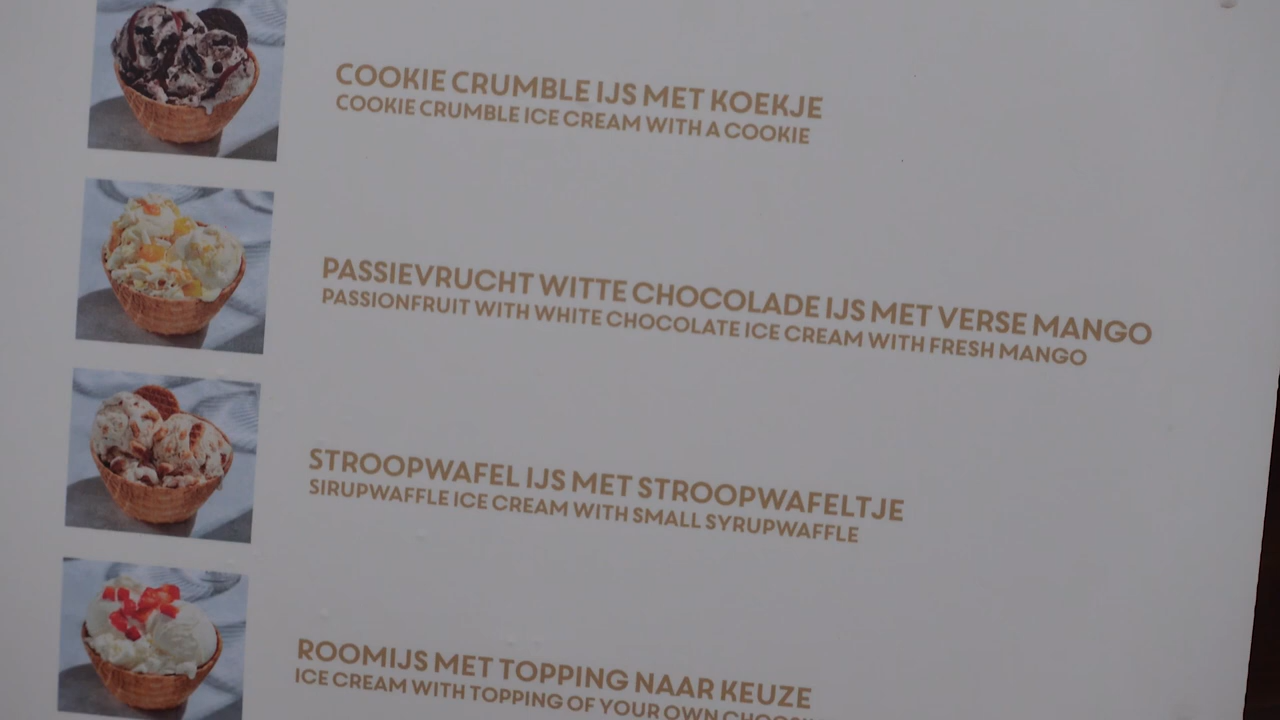 COOKIE CRUMBLE IJS MET KOEKJE
COOKIE CRUMBLE ICE CREAM WITH A COOKIE
PASSIEVRUCHT WITTE CHOCOLADE IJS MET VERSE MANGO
PASSIONFRUIT WITH WHITE CHOCOLATE ICE CREAM WITH FRESH MANGO
STROOPWAFEL IJS MET STROOPWAFELTJE
SIRUPWAFFLE ICE CREAM WITH SMALL SYRUPWAFFLE
ROOMIJS MET TOPPING NAAR KEUZE
ICE CREAM WITH TOPPING OF YOUR OWN